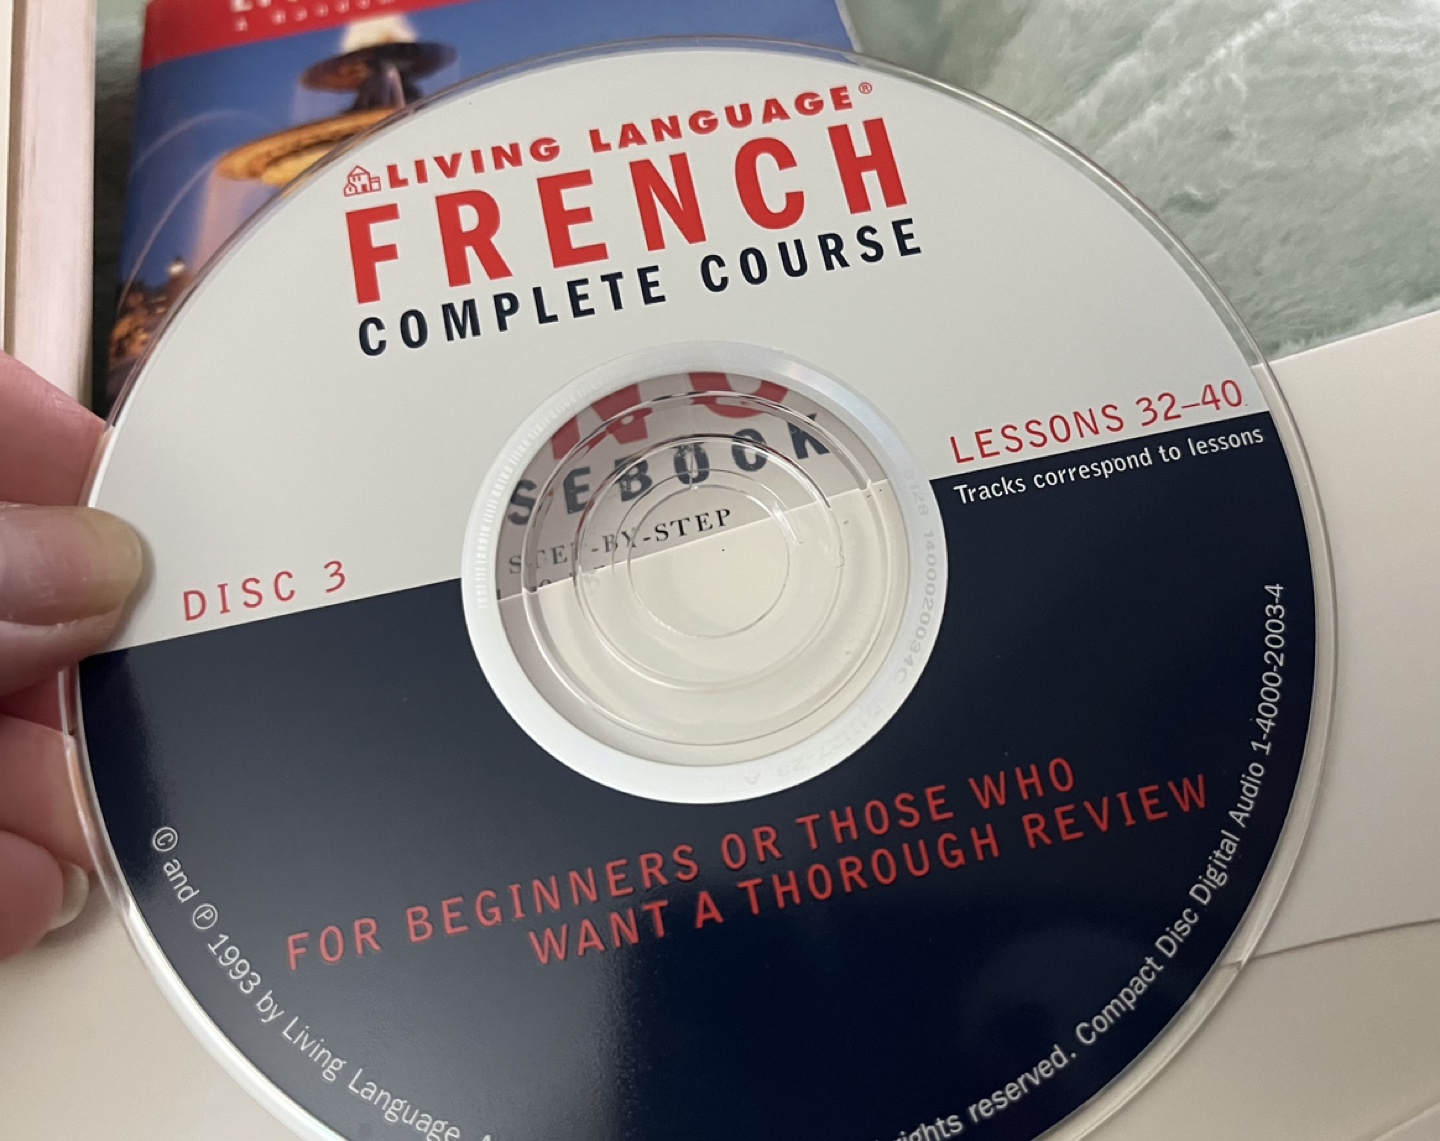 LIVING LANGUAGE®
FRENCH
COMPLETE COURSE
LESSONS 32–40
Tracks correspond to lessons
DISC 3
SEBOOK
STEP-BY-STEP
FOR BEGINNERS OR THOSE WHO
WANT A THOROUGH REVIEW
© and ℗ 1993 by Living Language,
rights reserved. Compact Disc Digital Audio 1-4000-2003-4